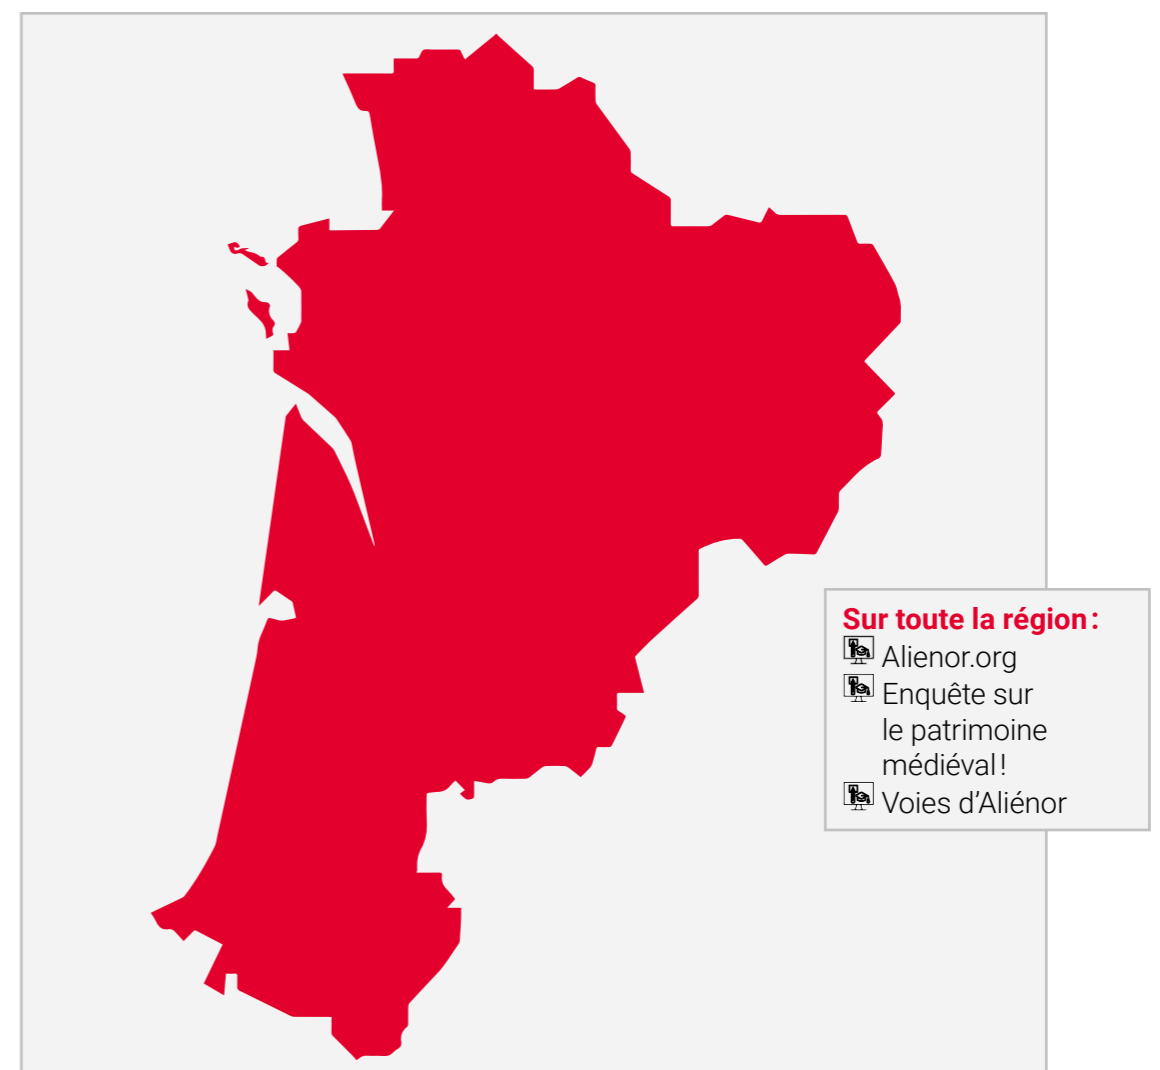 Sur toute la région :
Alienor.org
Enquête sur
le patrimoine
médiéval !
Voies d’Aliénor